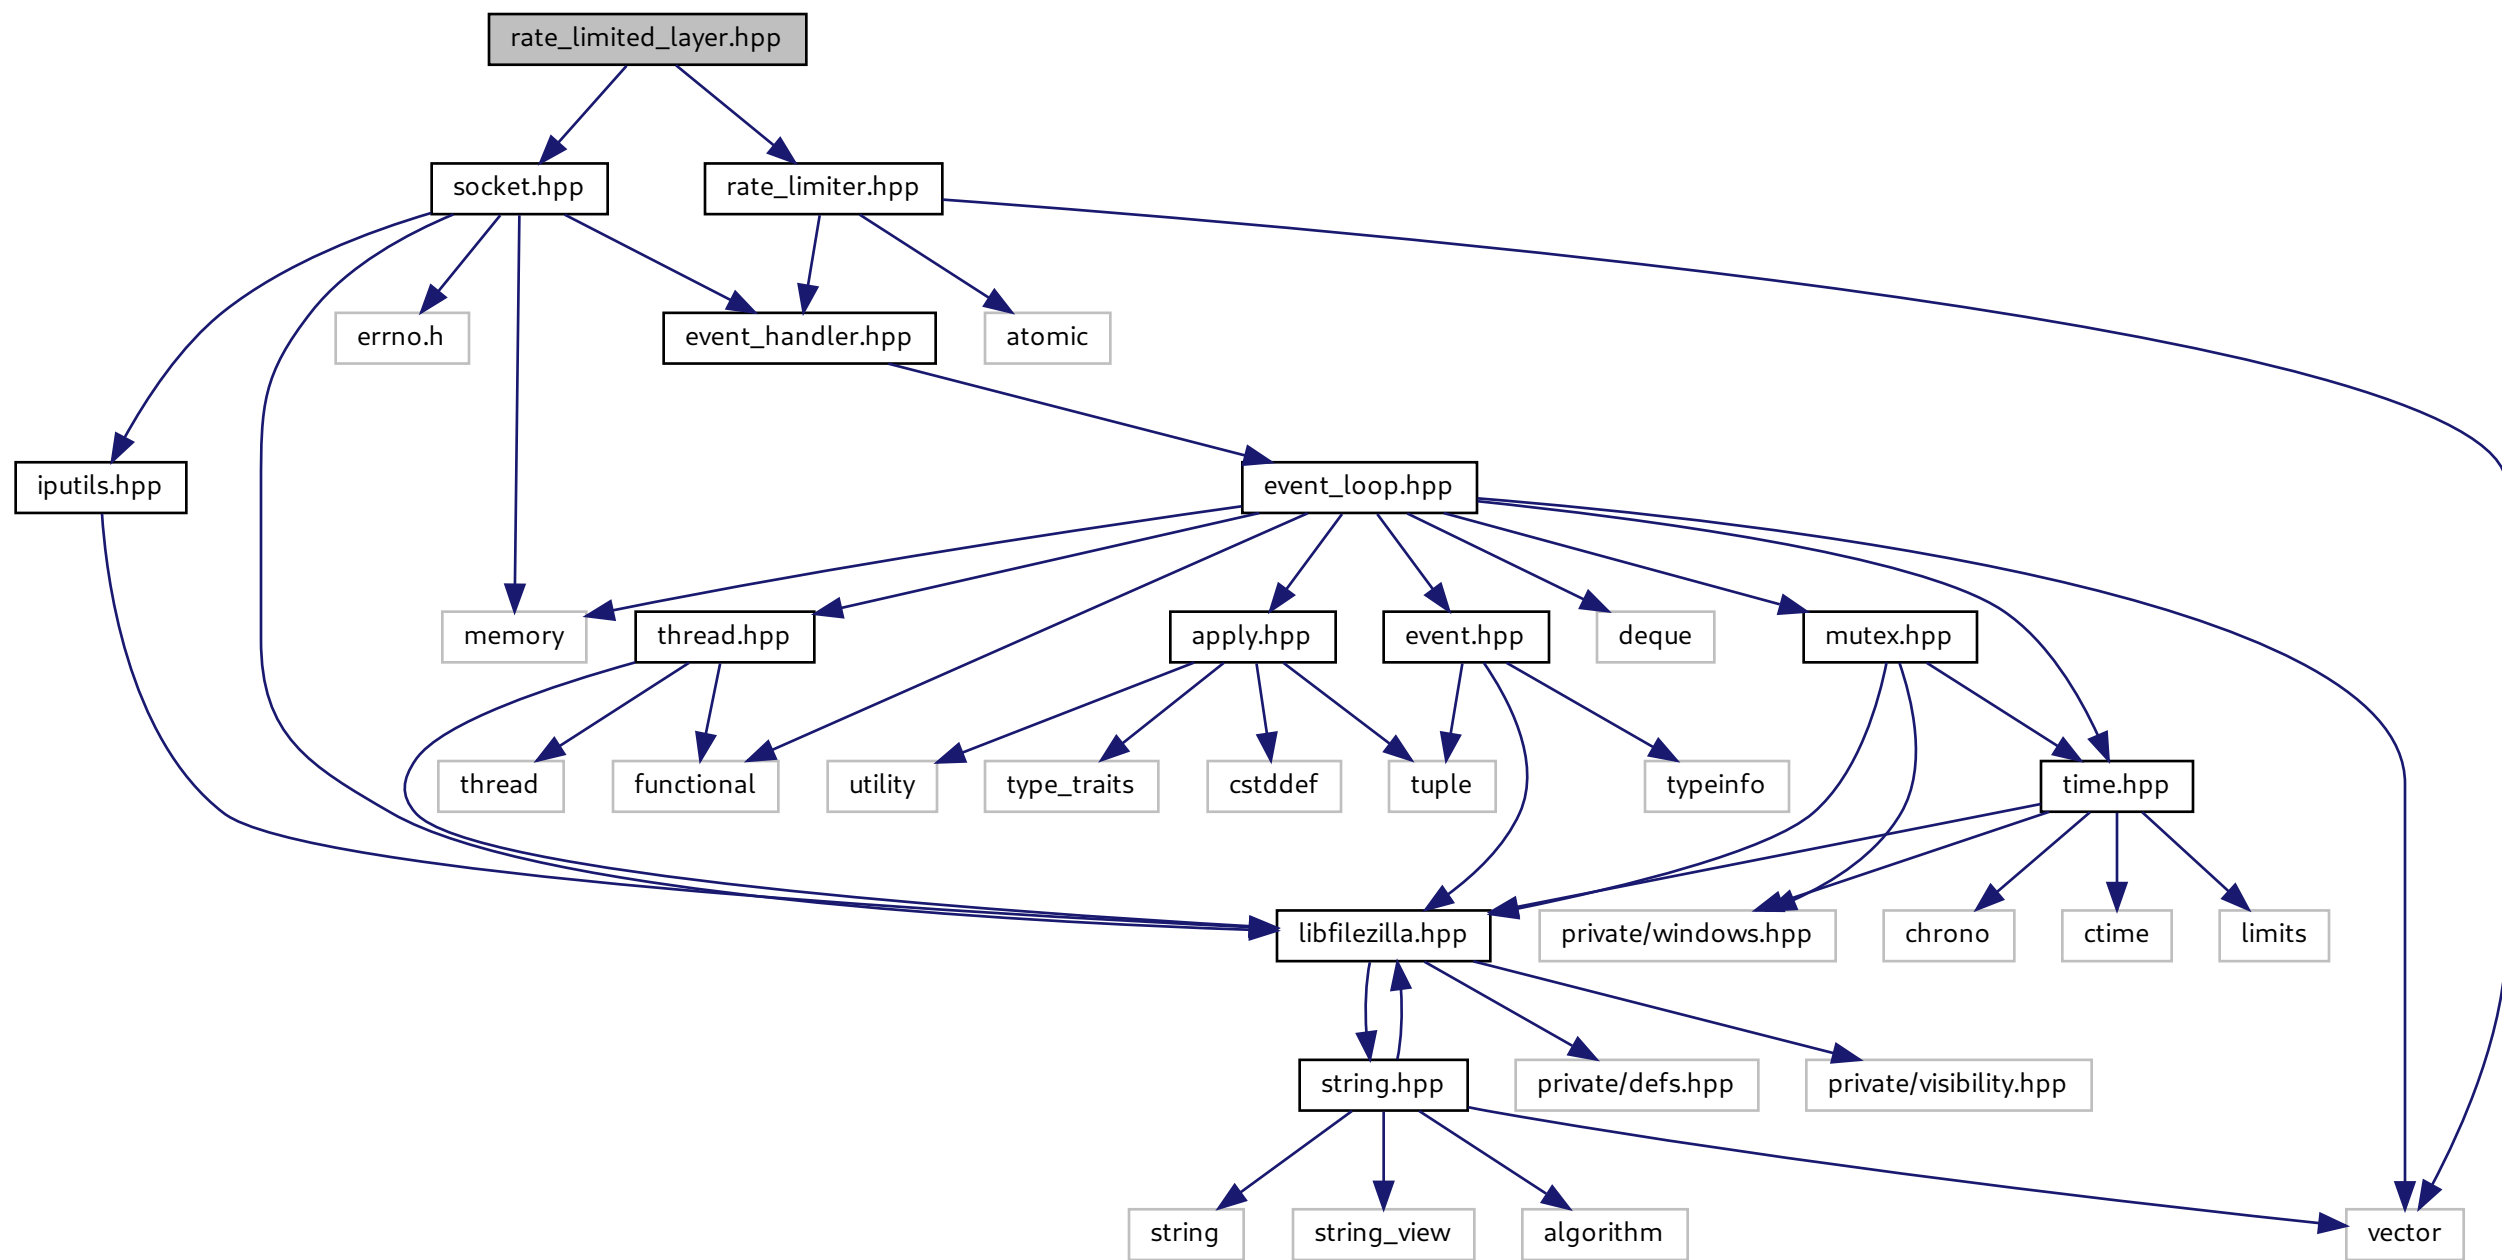 rate_limited_layer.hpp
socket.hpp
rate_limiter.hpp
errno.h
event_handler.hpp
atomic
iputils.hpp
event_loop.hpp
memory
thread.hpp
apply.hpp
event.hpp
deque
mutex.hpp
thread
functional
utility
type_traits
cstddef
tuple
typeinfo
time.hpp
libfilezilla.hpp
private/windows.hpp
chrono
ctime
limits
string.hpp
private/defs.hpp
private/visibility.hpp
string
string_view
algorithm
vector